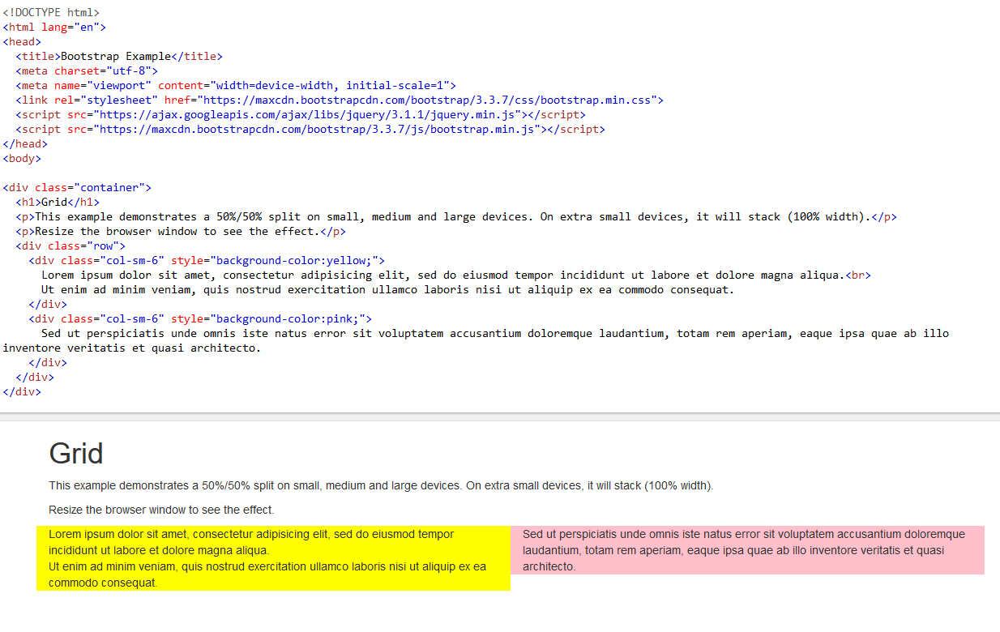 <!DOCTYPE html>
<html lang="en">
<head>
  <title>Bootstrap Example</title>
  <meta charset="utf-8">
  <meta name="viewport" content="width=device-width, initial-scale=1">
  <link rel="stylesheet" href="https://maxcdn.bootstrapcdn.com/bootstrap/3.3.7/css/bootstrap.min.css">
  <script src="https://ajax.googleapis.com/ajax/libs/jquery/3.1.1/jquery.min.js"></script>
  <script src="https://maxcdn.bootstrapcdn.com/bootstrap/3.3.7/js/bootstrap.min.js"></script>
</head>
<body>

<div class="container">
  <h1>Grid</h1>
  <p>This example demonstrates a 50%/50% split on small, medium and large devices. On extra small devices, it will stack (100% width).</p>
  <p>Resize the browser window to see the effect.</p>
  <div class="row">
    <div class="col-sm-6" style="background-color:yellow;">
      Lorem ipsum dolor sit amet, consectetur adipisicing elit, sed do eiusmod tempor incididunt ut labore et dolore magna aliqua.<br>
      Ut enim ad minim veniam, quis nostrud exercitation ullamco laboris nisi ut aliquip ex ea commodo consequat.
    </div>
    <div class="col-sm-6" style="background-color:pink;">
      Sed ut perspiciatis unde omnis iste natus error sit voluptatem accusantium doloremque laudantium, totam rem aperiam, eaque ipsa quae ab illo
inventore veritatis et quasi architecto.
    </div>
  </div>
</div>
Grid
This example demonstrates a 50%/50% split on small, medium and large devices. On extra small devices, it will stack (100% width).
Resize the browser window to see the effect.
Lorem ipsum dolor sit amet, consectetur adipisicing elit, sed do eiusmod tempor
incididunt ut labore et dolore magna aliqua.
Ut enim ad minim veniam, quis nostrud exercitation ullamco laboris nisi ut aliquip ex ea
commodo consequat.
Sed ut perspiciatis unde omnis iste natus error sit voluptatem accusantium doloremque
laudantium, totam rem aperiam, eaque ipsa quae ab illo inventore veritatis et quasi
architecto.